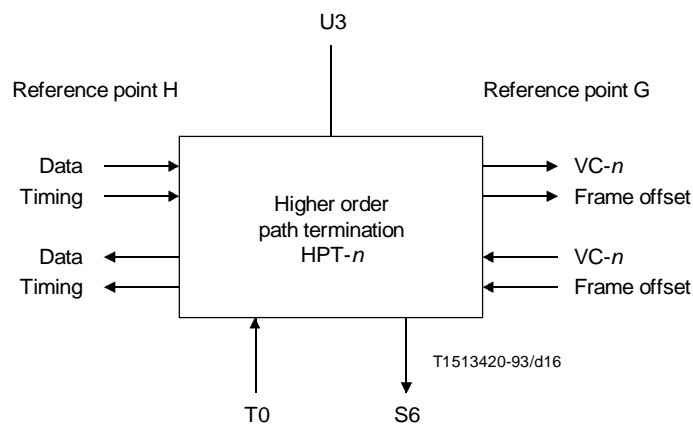 U3
Reference point H
Reference point G
Data
Timing
Data
Timing
Higher order
path termination
HPT-n
VC-n
Frame offset
VC-n
Frame offset
T1513420-93/d16
T0
S6